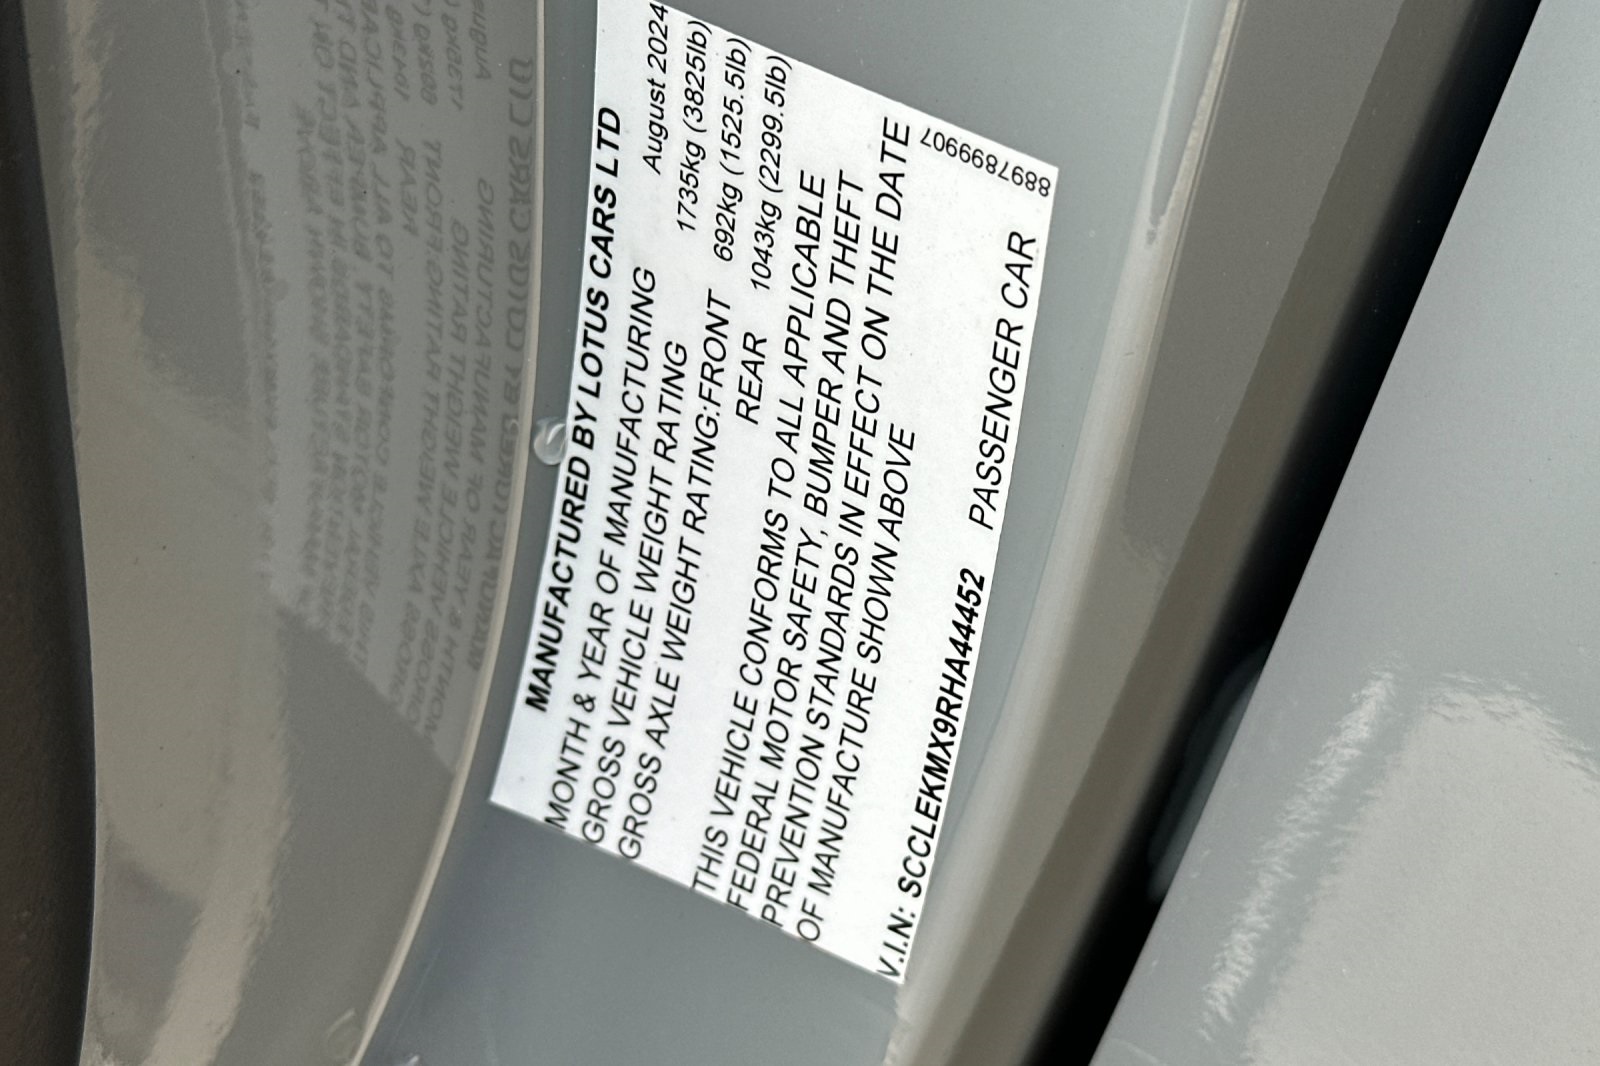 MANUFACTURED BY LOTUS CARS LTD
MONTH & YEAR OF MANUFACTURING August 2024
GROSS VEHICLE WEIGHT RATING 1735kg (3825lb)
GROSS AXLE WEIGHT RATING:FRONT 692kg (1525.5lb)
REAR 1043kg (2299.5lb)
THIS VEHICLE CONFORMS TO ALL APPLICABLE
FEDERAL MOTOR SAFETY, BUMPER AND THEFT
PREVENTION STANDARDS IN EFFECT ON THE DATE
OF MANUFACTURE SHOWN ABOVE
V.I.N: SCCLEKMX9RHA44452 PASSENGER CAR
8897899907